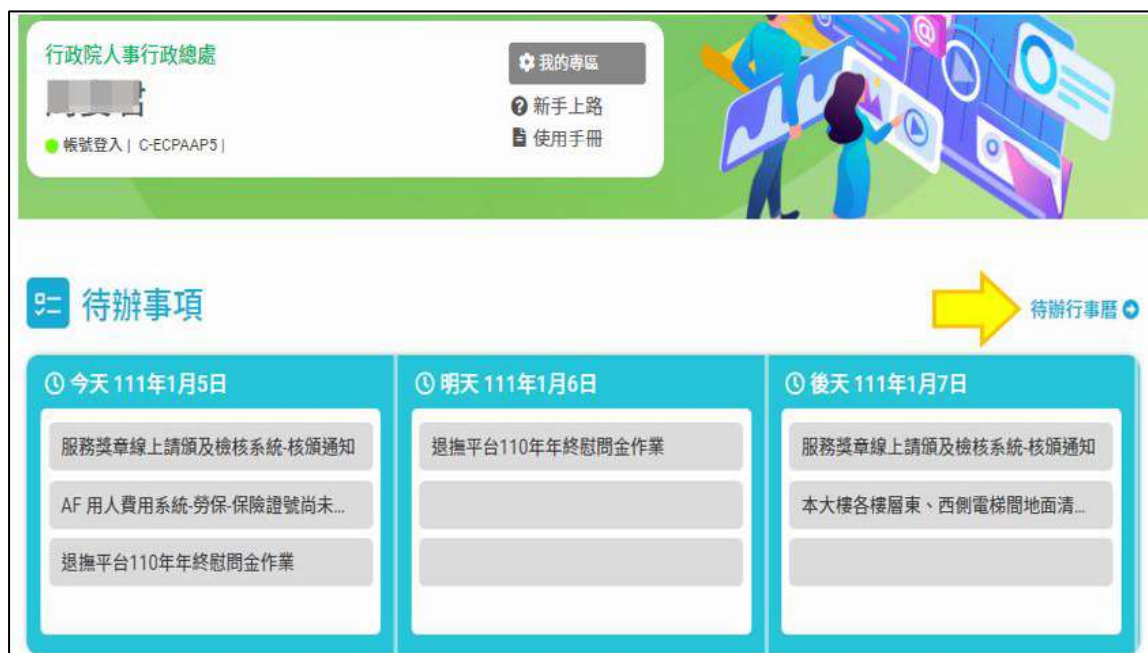 行政院人事行政總處
帳號登入 | C-ECPAAP5 |
我的專區
新手上路
使用手冊
待辦事項
待辦行事曆
今天 111年1月5日
服務獎章線上請頒及檢核系統-核頒通知
AF 用人費用系統-勞保-保險證號尚未...
退撫平台110年年終慰問金作業
明天 111年1月6日
退撫平台110年年終慰問金作業
後天 111年1月7日
服務獎章線上請頒及檢核系統-核頒通知
本大樓各樓層東、西側電梯間地面清...